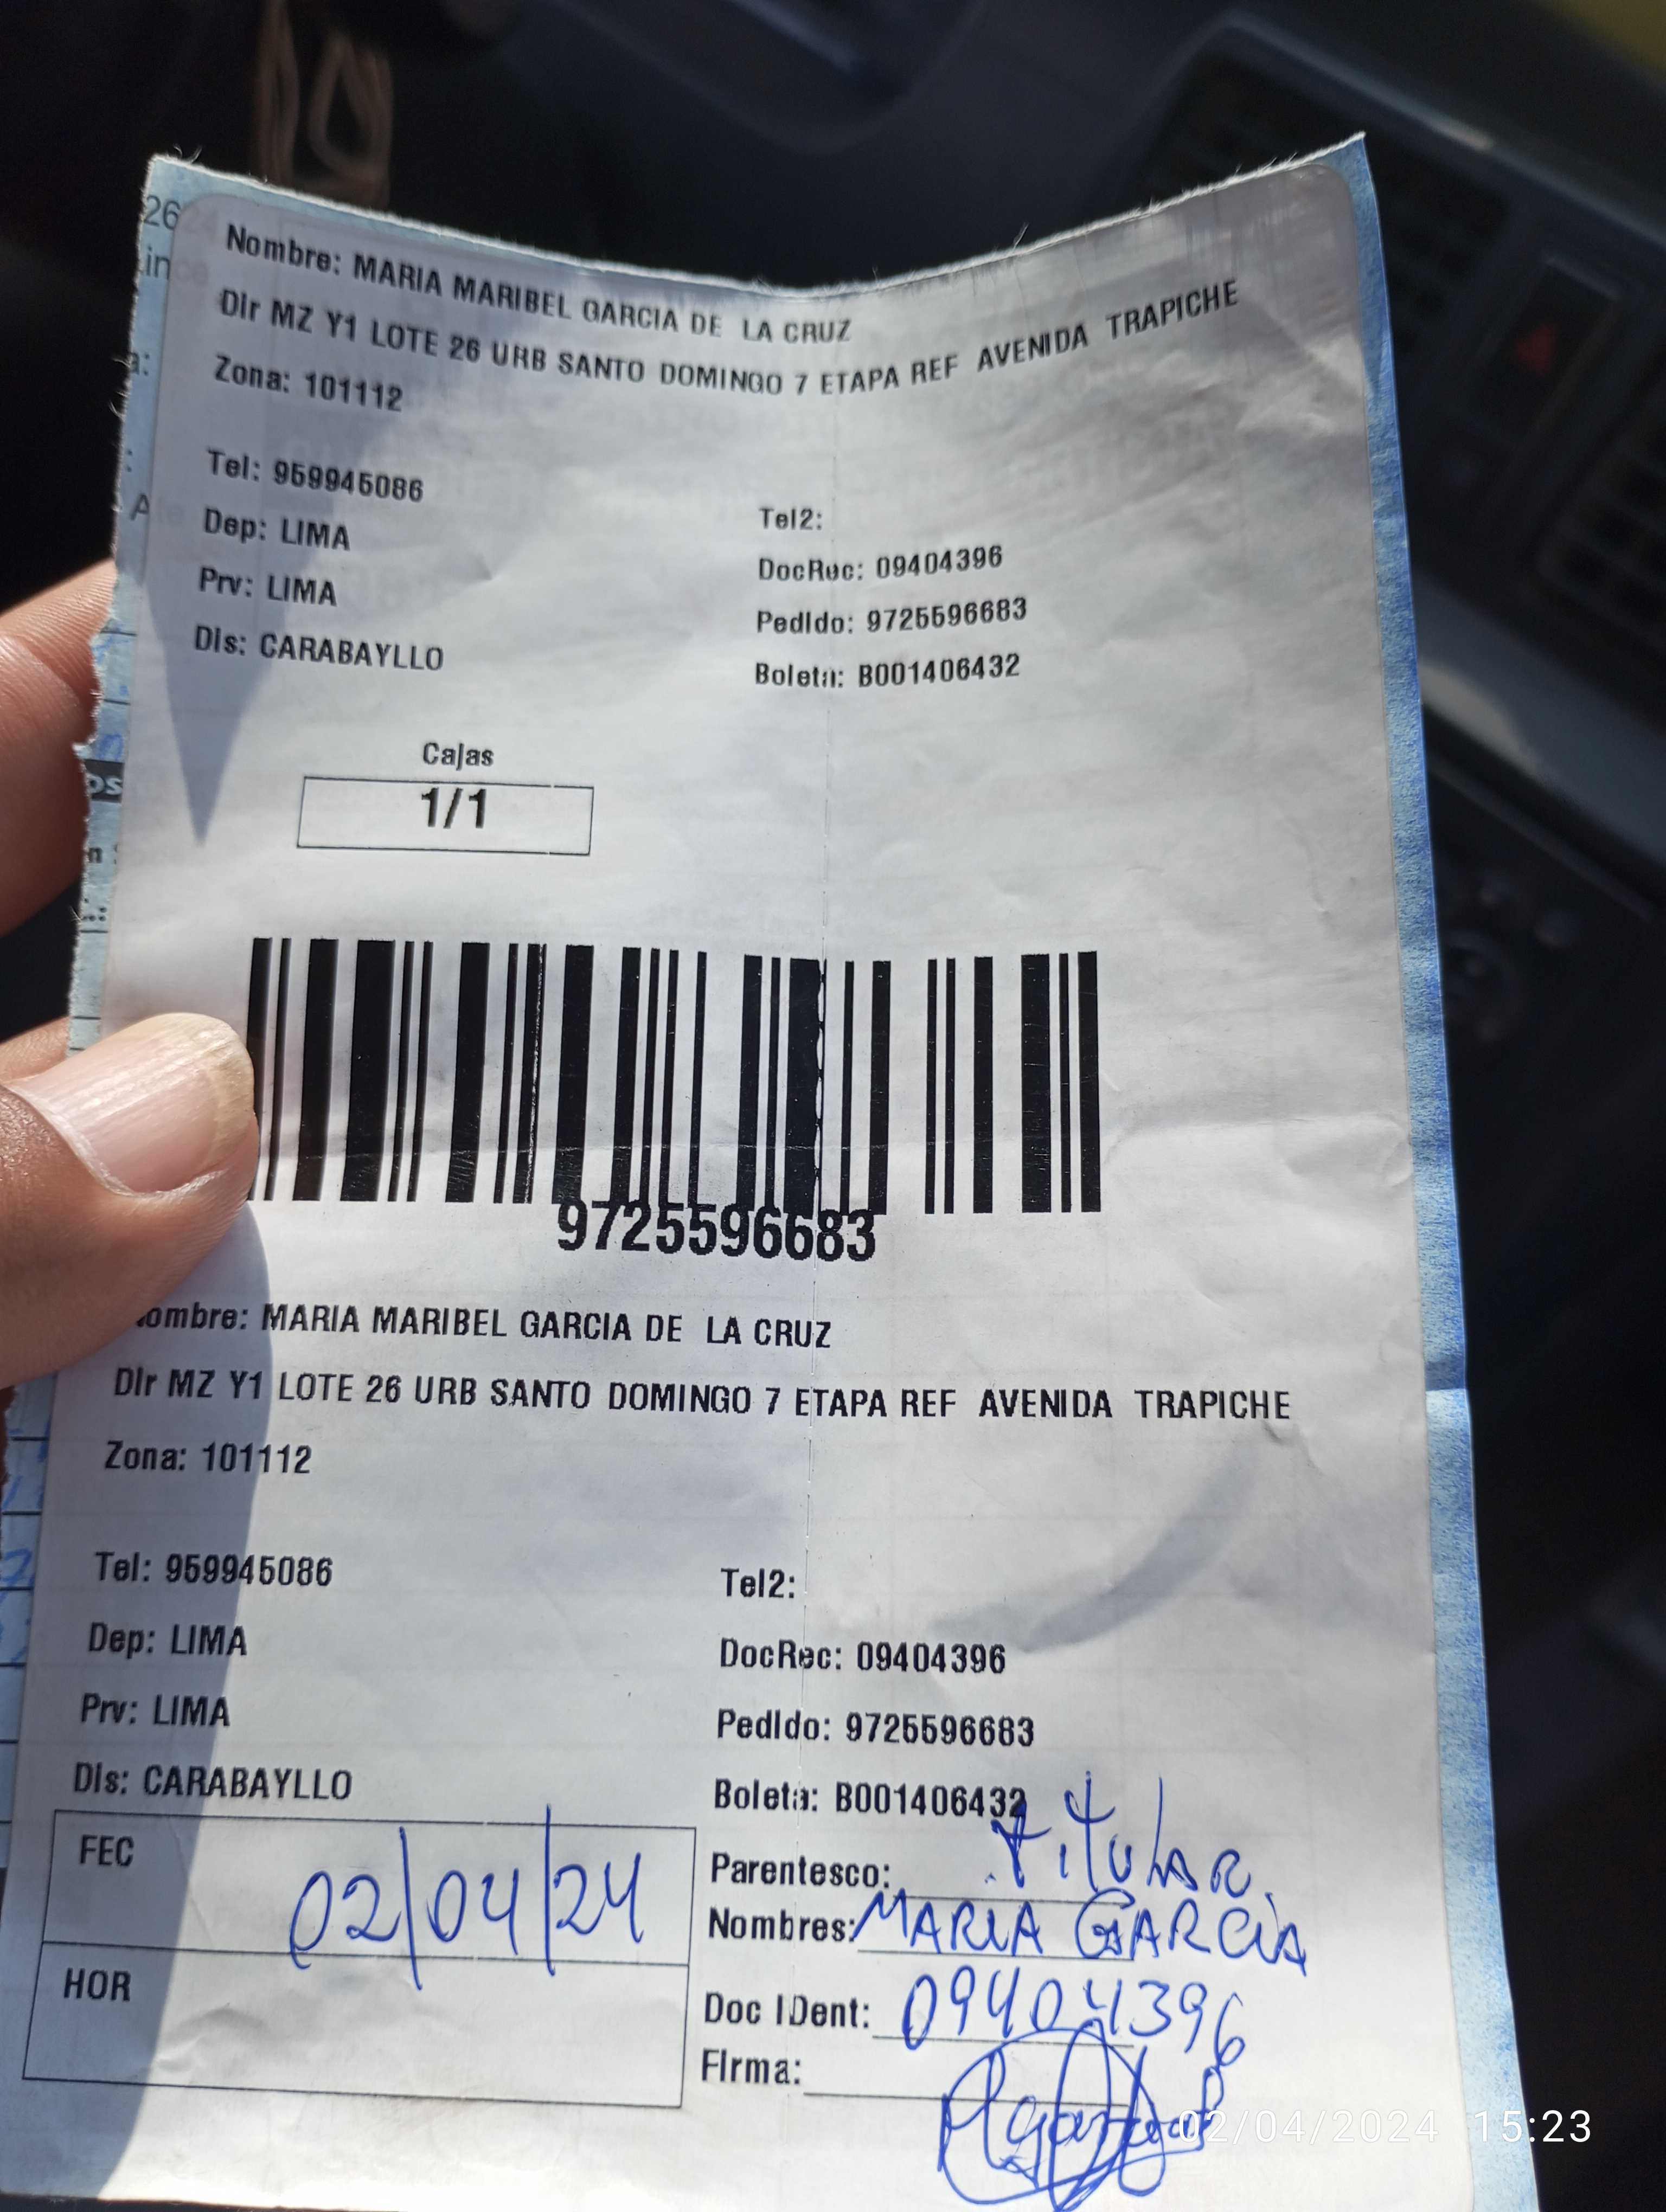 Nombre: MARIA MARIBEL GARCIA DE LA CRUZ
Dir MZ Y1 LOTE 26 URB SANTO DOMINGO 7 ETAPA REF AVENIDA TRAPICHE
Zona: 101112
Tel: 959945086
Tel2:
Dep: LIMA
DocRec: 09404396
Prv: LIMA
Pedido: 9725596683
Dis: CARABAYLLO
Boleta: B001406432
Cajas
1/1
9725596683
ombre: MARIA MARIBEL GARCIA DE LA CRUZ
Dir MZ Y1 LOTE 26 URB SANTO DOMINGO 7 ETAPA REF AVENIDA TRAPICHE
Zona: 101112
Tel: 959945086
Tel2:
Dep: LIMA
DocRec: 09404396
Prv: LIMA
Pedido: 9725596683
Dis: CARABAYLLO
Boleta: B001406432
FEC 02/04/24
Parentesco: titular
Nombres: MARIA GARCIA
HOR
Doc IDent: 09404396
Firma:
02/04/2024 15:23